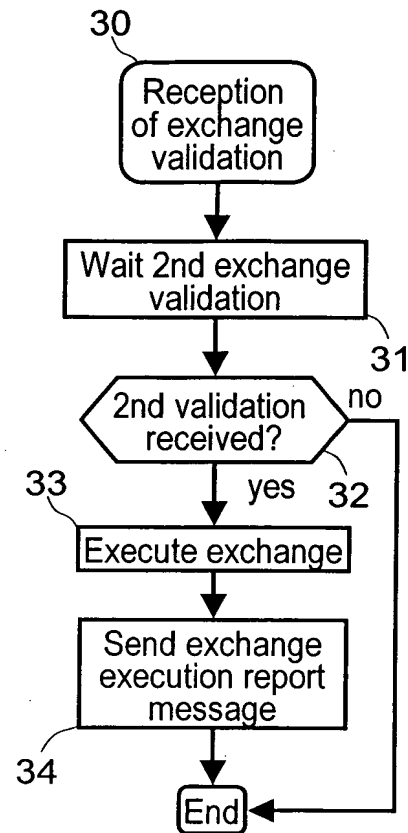 30
Reception
of exchange
validation
Wait 2nd exchange
validation
31
2nd validation
received?
no
32
yes
33
Execute exchange
Send exchange
execution report
message
34
End